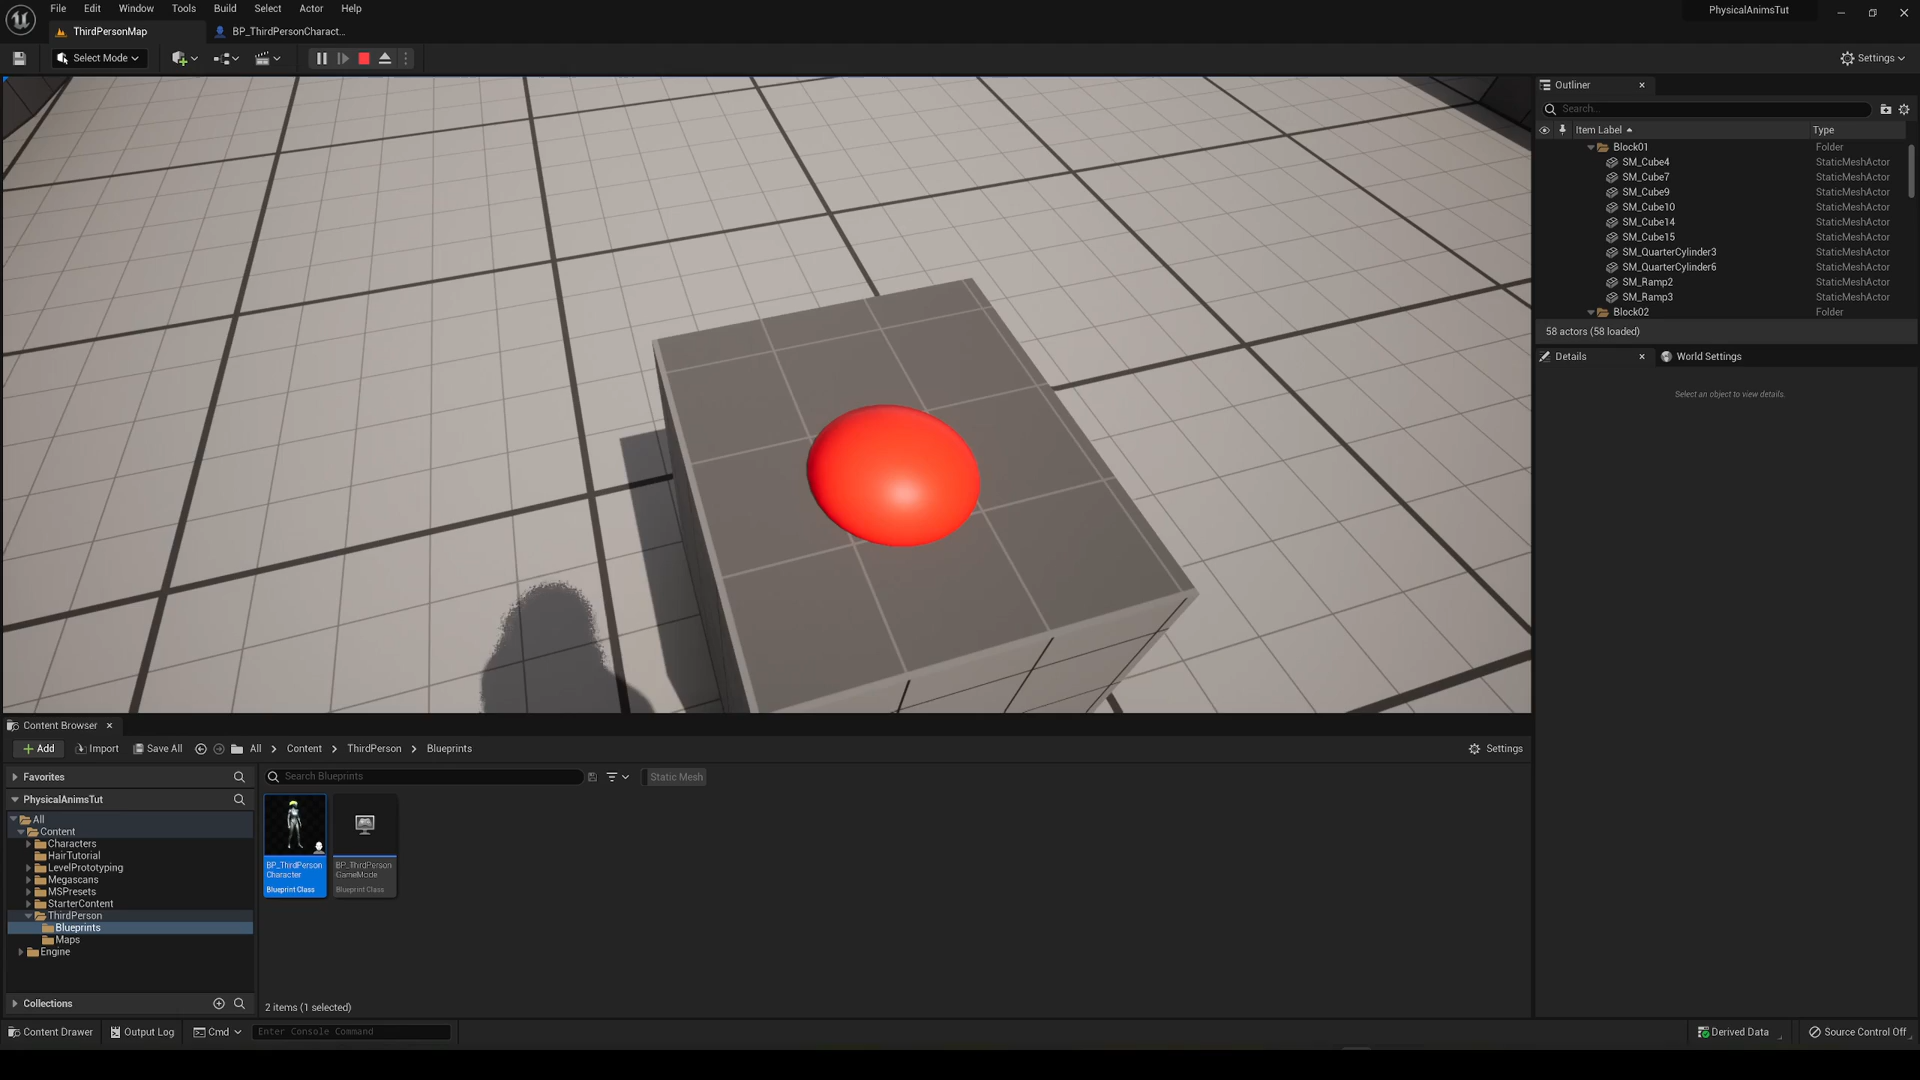 File Edit Window Tools Build Select Actor Help
PhysicalAnimsTut
ThirdPersonMap
BP_ThirdPersonCharact...
Select Mode
Settings
Outliner
Search...
Item Label Type
Block01 Folder
SM_Cube4 StaticMeshActor
SM_Cube7 StaticMeshActor
SM_Cube9 StaticMeshActor
SM_Cube10 StaticMeshActor
SM_Cube14 StaticMeshActor
SM_Cube15 StaticMeshActor
SM_QuarterCylinder3 StaticMeshActor
SM_QuarterCylinder6 StaticMeshActor
SM_Ramp2 StaticMeshActor
SM_Ramp3 StaticMeshActor
Block02 Folder
58 actors (58 loaded)
Details
World Settings
Select an object to view details.
Content Browser
Add Import Save All All Content ThirdPerson Blueprints
Settings
Favorites
PhysicalAnimsTut
All
Content
Characters
HairTutorial
LevelPrototyping
Megascans
MSPresets
StarterContent
ThirdPerson
Blueprints
Maps
Engine
Collections
Search Blueprints
Static Mesh
BP_ThirdPerson
Character
Blueprint Class
BP_ThirdPerson
GameMode
Blueprint Class
2 items (1 selected)
Content Drawer Output Log Cmd Enter Console Command
Derived Data Source Control Off